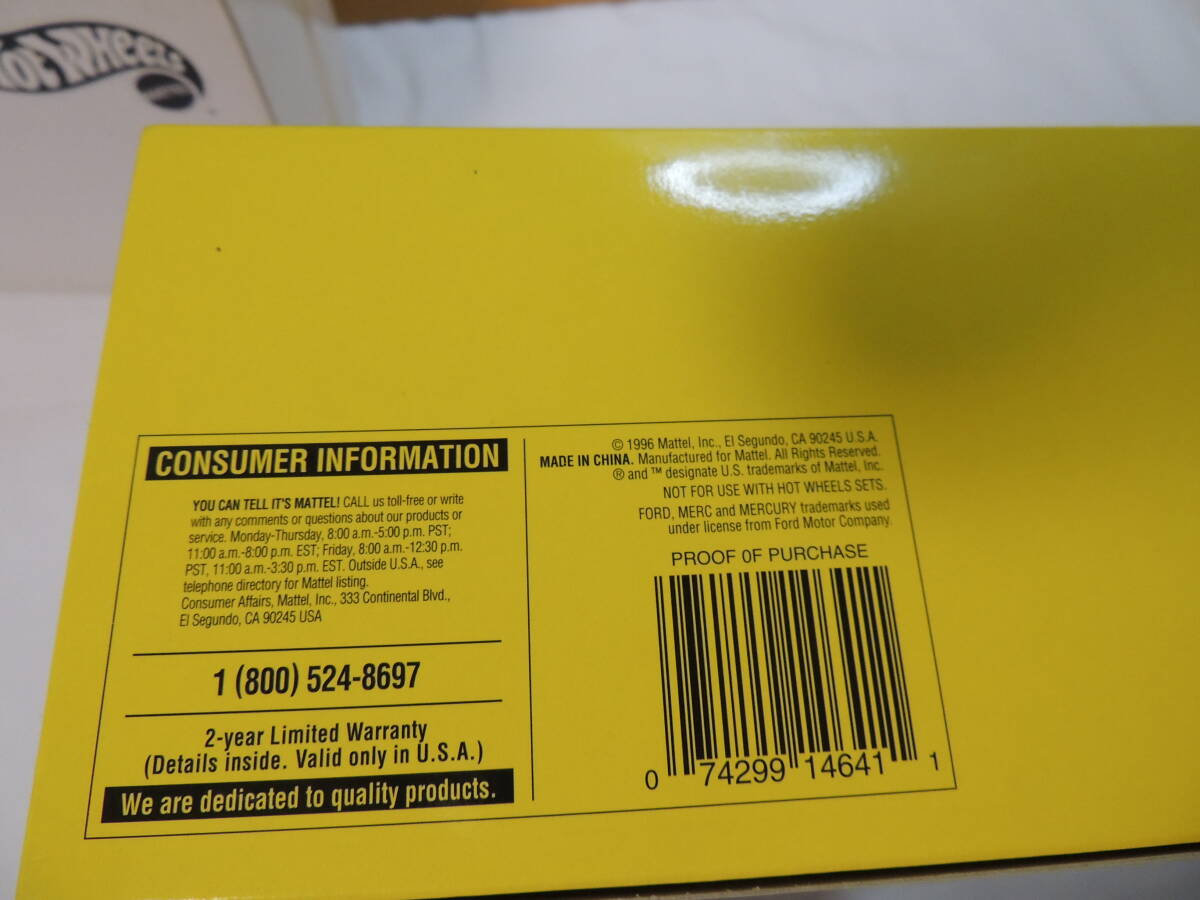 Hot Wheels
CONSUMER INFORMATION
YOU CAN TELL IT'S MATTEL! CALL us toll-free or write
with any comments or questions about our products or
service. Monday-Thursday, 8:00 a.m.-5:00 p.m. PST;
11:00 a.m.-8:00 p.m. EST; Friday, 8:00 a.m.-12:30 p.m.
PST, 11:00 a.m.-3:30 p.m. EST. Outside U.S.A., see
telephone directory for Mattel listing.
Consumer Affairs, Mattel, Inc., 333 Continental Blvd.,
El Segundo, CA 90245 USA
1 (800) 524-8697
2-year Limited Warranty
(Details inside. Valid only in U.S.A.)
We are dedicated to quality products.
© 1996 Mattel, Inc., El Segundo, CA 90245 U.S.A.
MADE IN CHINA. Manufactured for Mattel. All Rights Reserved.
® and ™ designate U.S. trademarks of Mattel, Inc.
NOT FOR USE WITH HOT WHEELS SETS.
FORD, MERC and MERCURY trademarks used
under license from Ford Motor Company.
PROOF OF PURCHASE
0 74299 14641 1